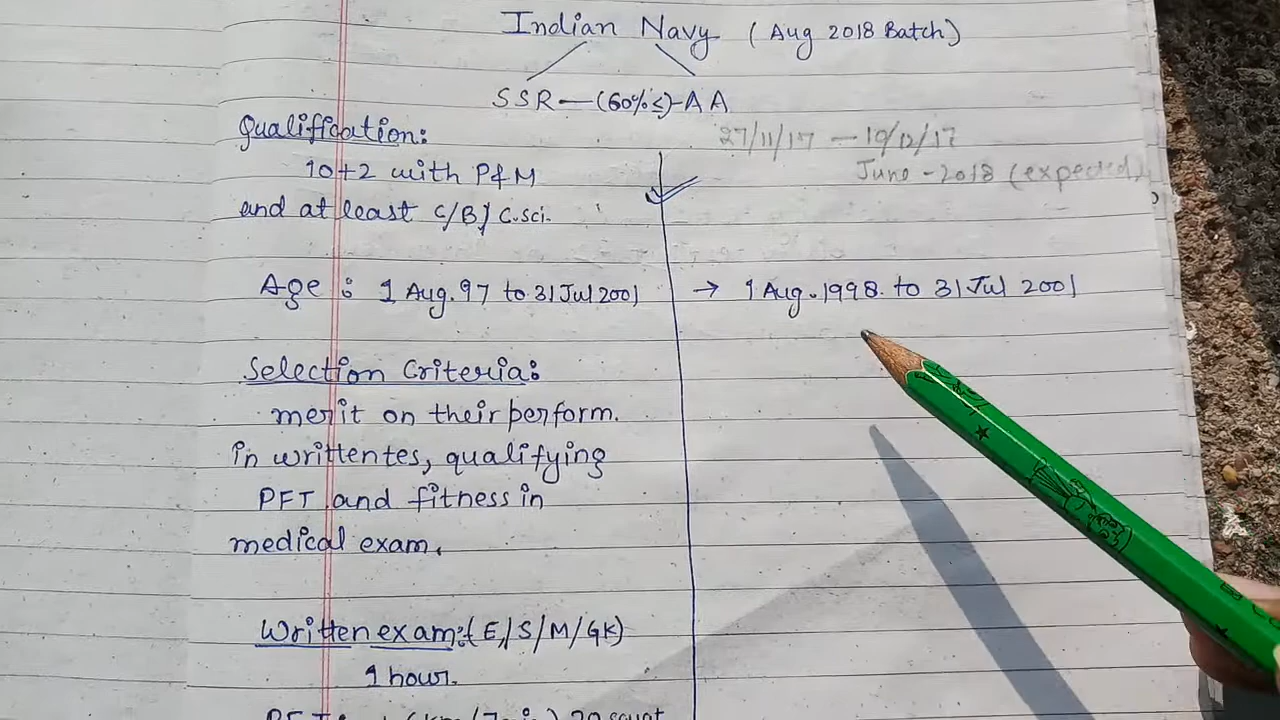 Indian Navy (Aug 2018 Batch)
SSR — (60%≤) - AA
Qualification:
27/11/17 — 10/12/17
10+2 with P&M
June - 2018 (expected)
and at least C/B/C.sci.
Age : 1 Aug. 97 to 31 Jul 2001 → 1 Aug. 1998. to 31 Jul 2001
Selection Criteria:
merit on their perform.
in writtentes, qualifying
PFT and fitness in
medical exam.
Written exam:(E/S/M/GK)
1 hour.